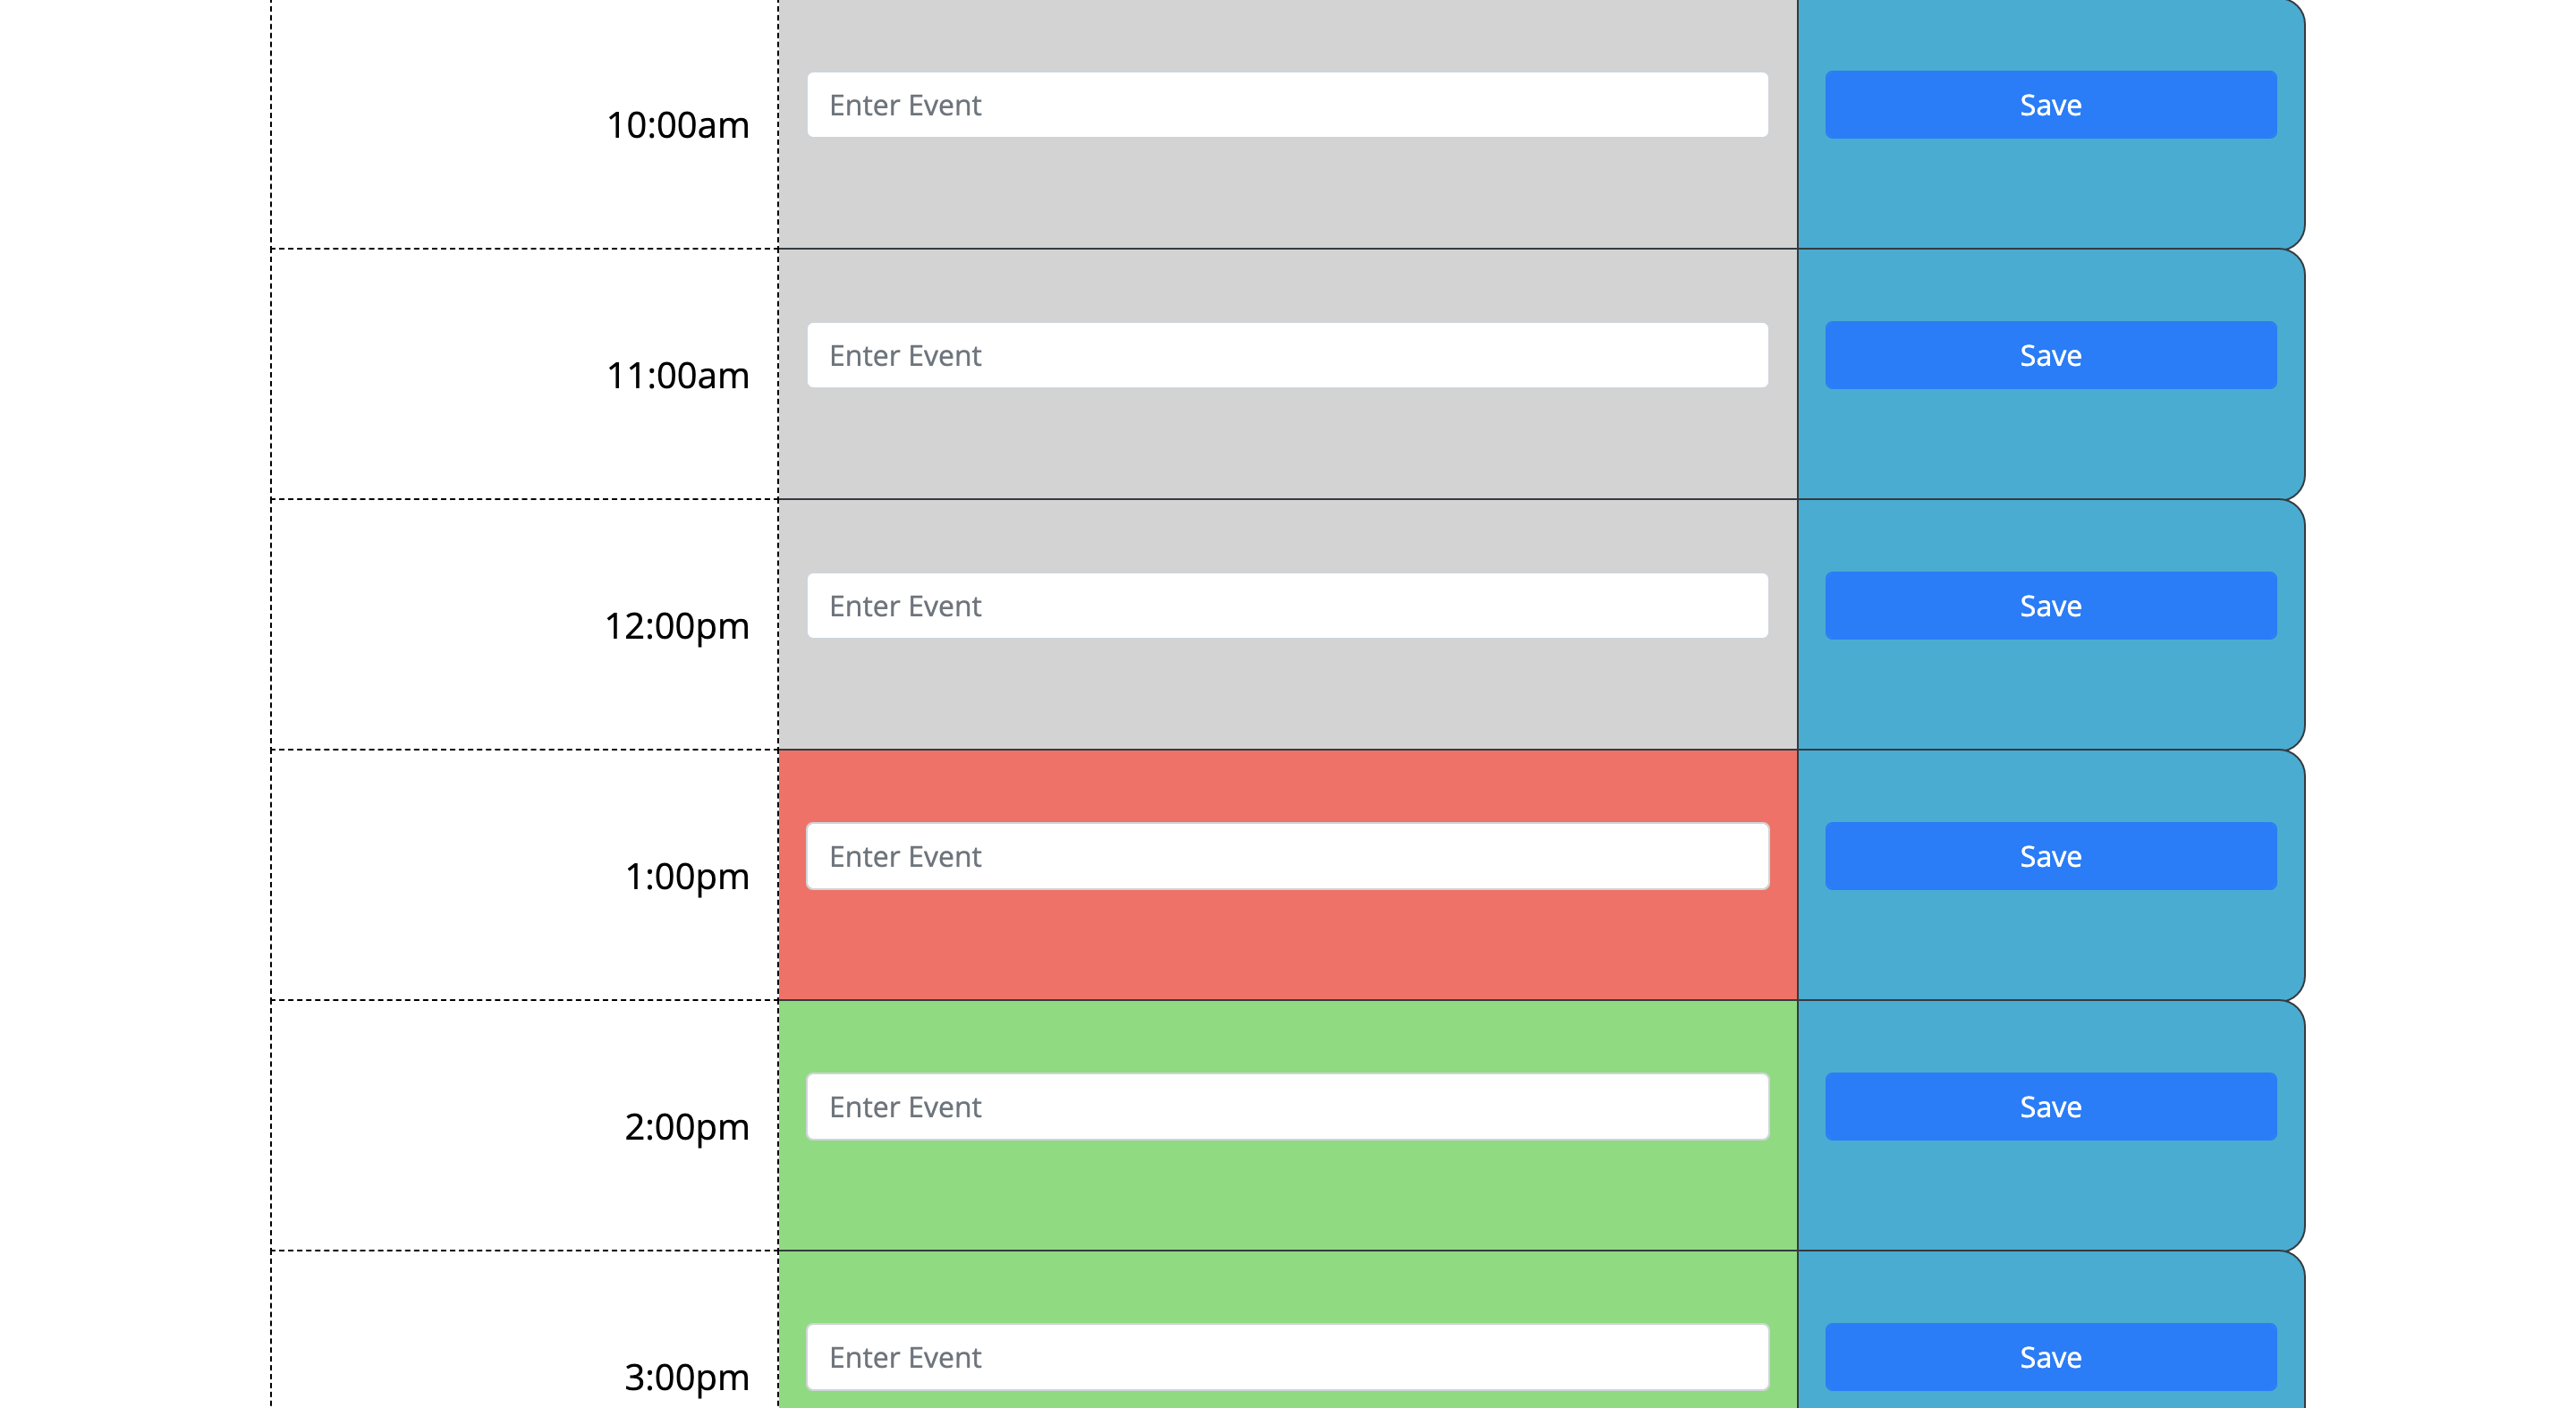 10:00am Enter Event Save
11:00am Enter Event Save
12:00pm Enter Event Save
1:00pm Enter Event Save
2:00pm Enter Event Save
3:00pm Enter Event Save